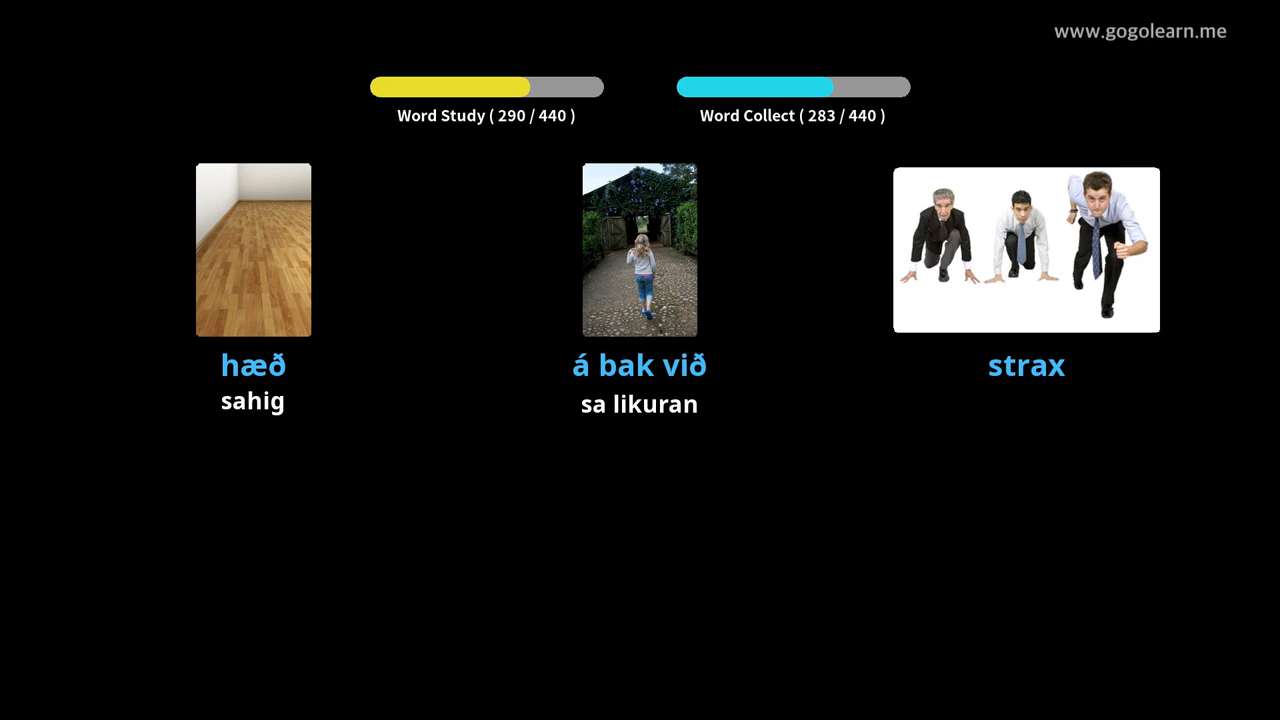 www.gogolearn.me
Word Study ( 290 / 440 )
Word Collect ( 283 / 440 )
hæð
sahig
á bak við
sa likuran
strax